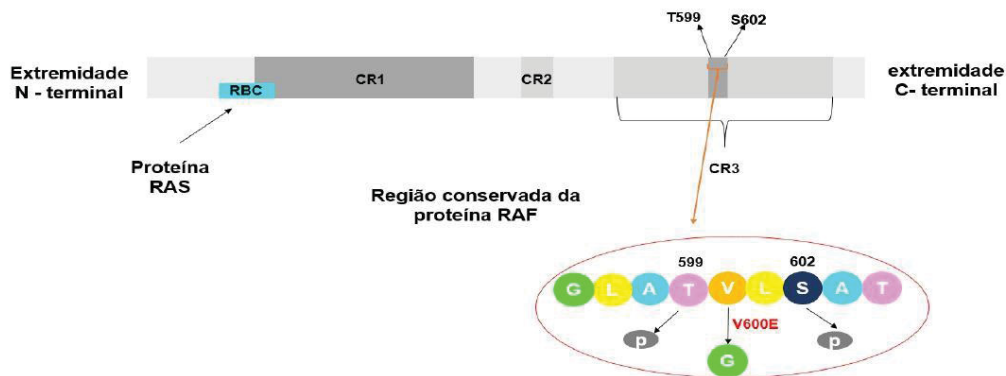 T599
S602
Extremidade
N - terminal
RBC
CR1
CR2
extremidade
C- terminal
Proteína
RAS
CR3
Região conservada da
proteína RAF
599
602
G L A T V L S A T
p
V600E
p
G